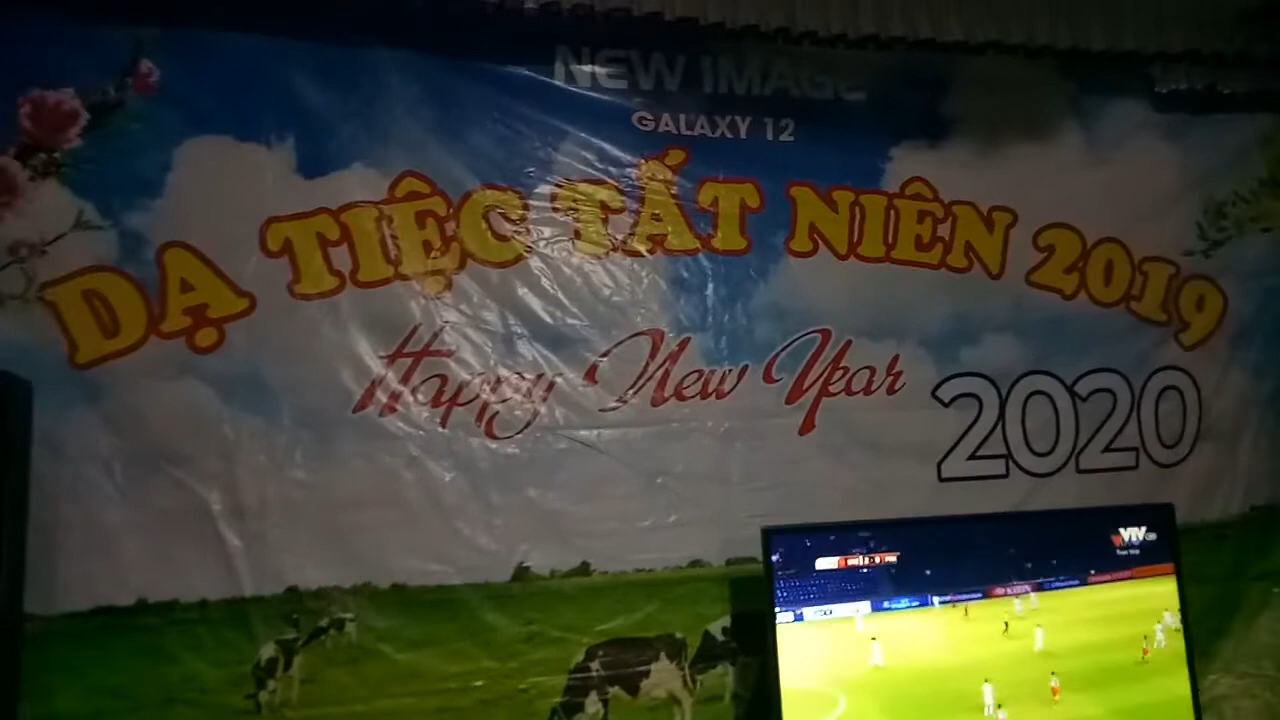 NEW IMAGE
GALAXY 12
DẠ TIỆC TẤT NIÊN 2019
Happy New Year
2020
VTV